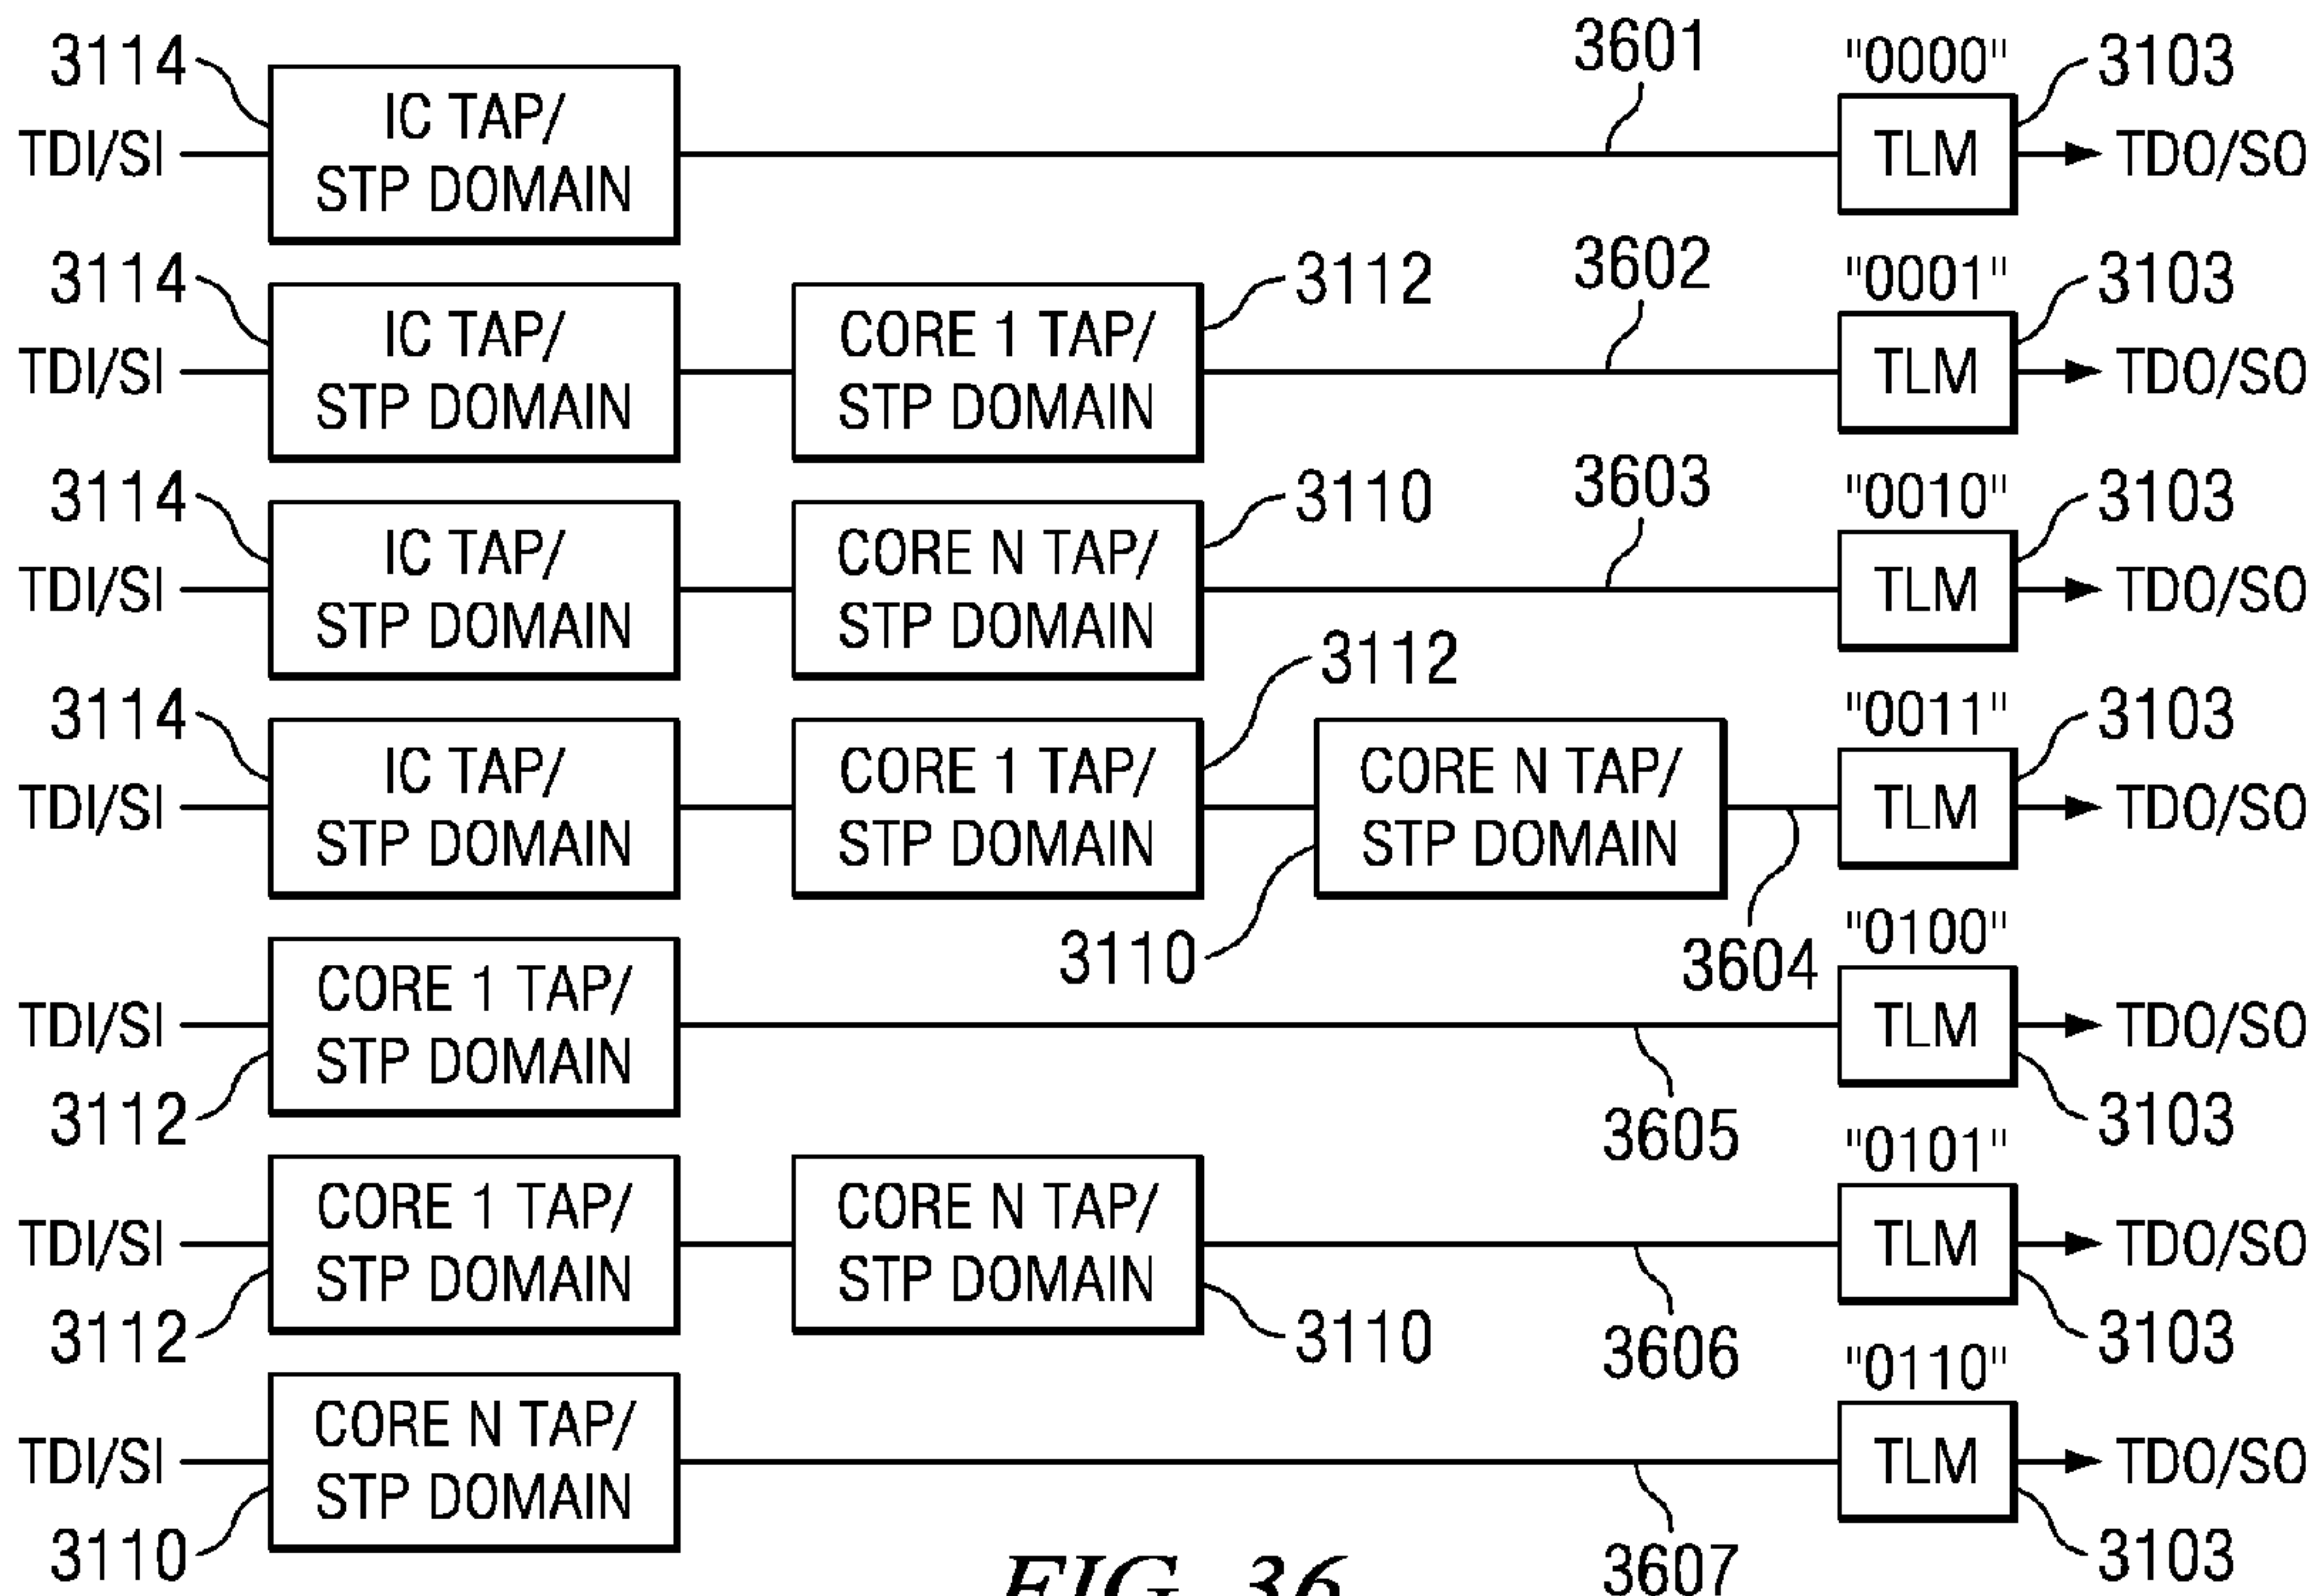 3601 "0000"
3114 IC TAP/ 3103
TDI/SI STP DOMAIN TLM TDO/SO
3602 "0001"
3114 IC TAP/ CORE 1 TAP/ 3112 3103
TDI/SI STP DOMAIN STP DOMAIN TLM TDO/SO
3603 "0010"
3114 IC TAP/ CORE N TAP/ 3110 3103
TDI/SI STP DOMAIN STP DOMAIN TLM TDO/SO
3112 "0011"
3114 IC TAP/ CORE 1 TAP/ CORE N TAP/ 3103
TDI/SI STP DOMAIN STP DOMAIN STP DOMAIN TLM TDO/SO
3110 3604 "0100"
CORE 1 TAP/
TDI/SI STP DOMAIN TLM TDO/SO
3112 3605 3103
"0101"
CORE 1 TAP/ CORE N TAP/
TDI/SI STP DOMAIN STP DOMAIN TLM TDO/SO
3112 3110 3606 3103
"0110"
CORE N TAP/
TDI/SI STP DOMAIN TLM TDO/SO
3110 3607 3103
FIG. 36